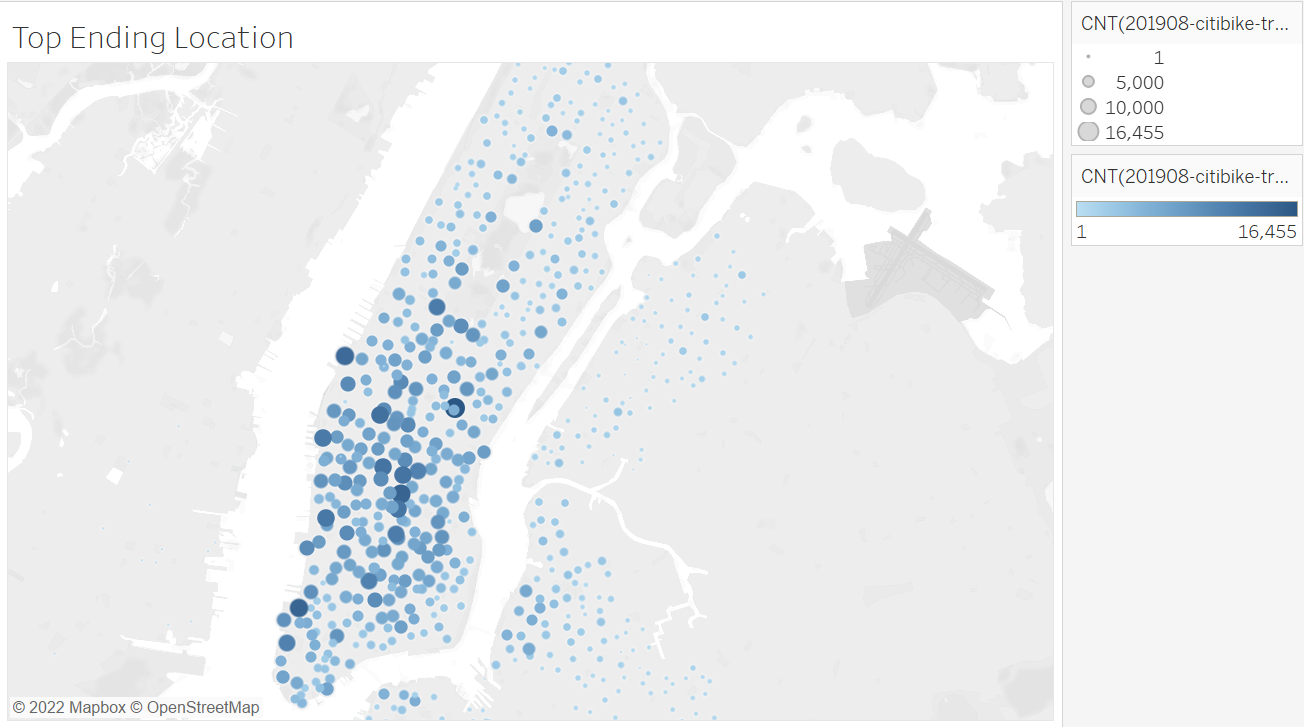 Top Ending Location
CNT(201908-citibike-tr...
1
5,000
10,000
16,455
CNT(201908-citibike-tr...
1 16,455
© 2022 Mapbox © OpenStreetMap